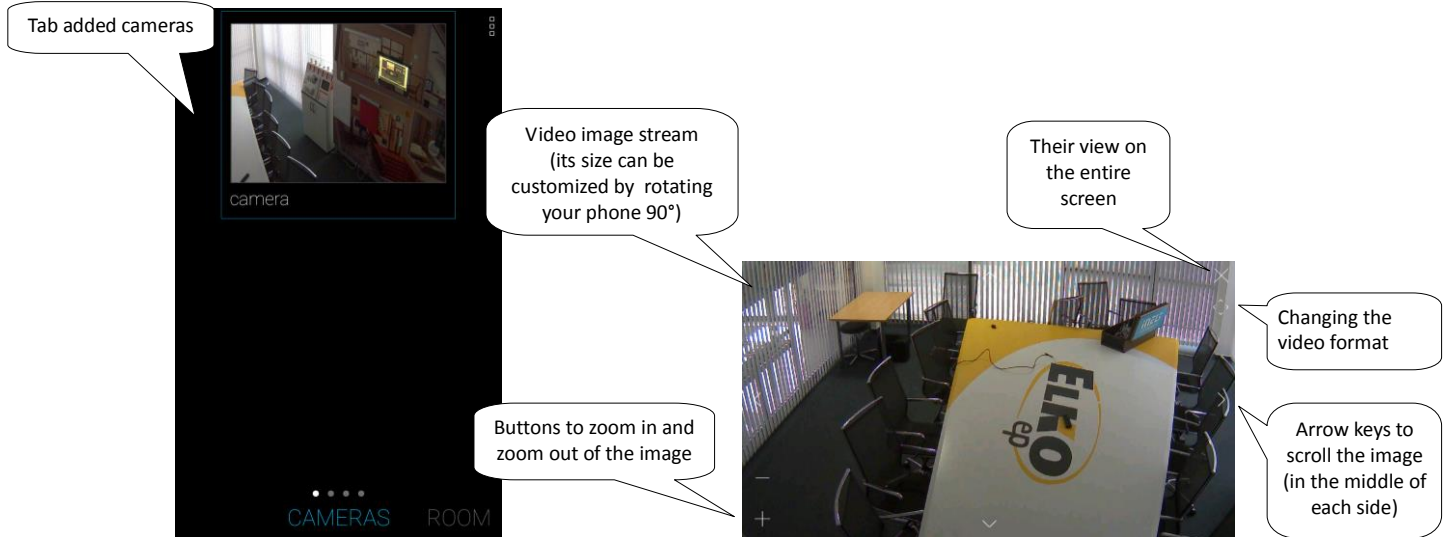 Tab added cameras
camera
CAMERAS
ROOM
Video image stream
(its size can be
customized by rotating
your phone 90°)
Buttons to zoom in and
zoom out of the image
Their view on
the entire
screen
Changing the
video format
Arrow keys to
scroll the image
(in the middle of
each side)
ELKO
ep